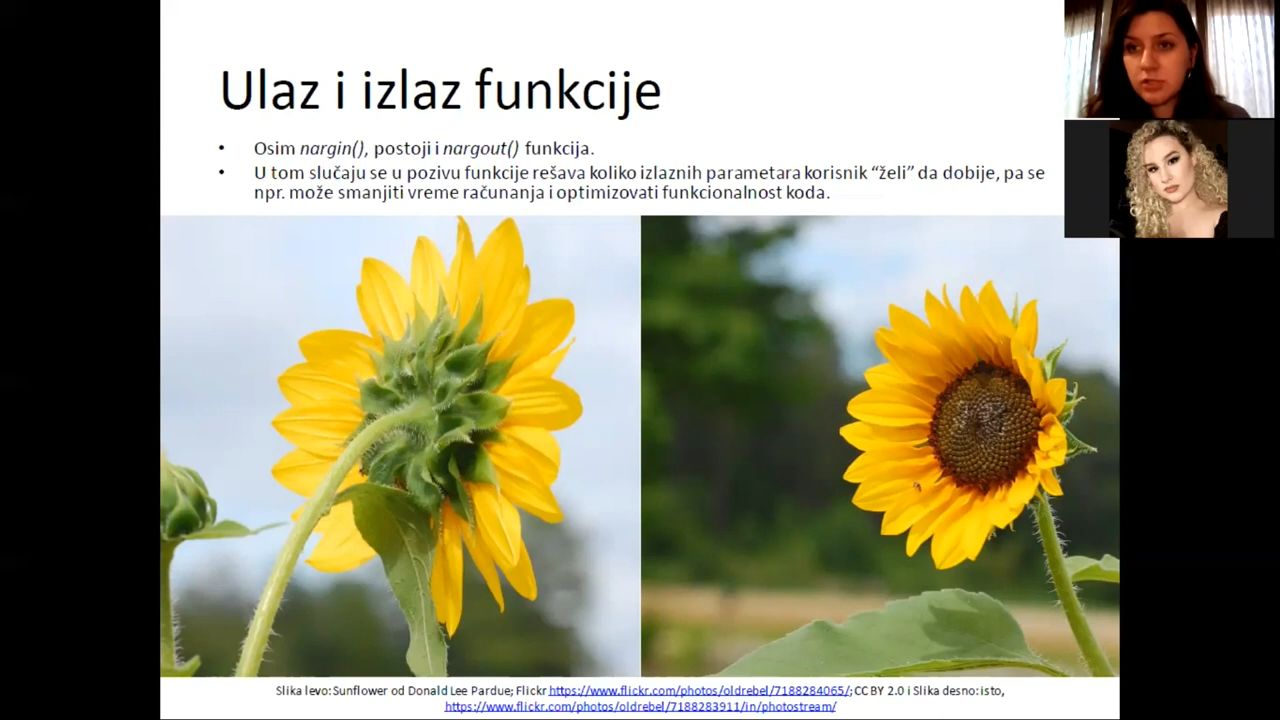 Ulaz i izlaz funkcije
• Osim nargin(), postoji i nargout() funkcija.
• U tom slučaju se u pozivu funkcije rešava koliko izlaznih parametara korisnik “želi” da dobije, pa se
npr. može smanjiti vreme računanja i optimizovati funkcionalnost koda.
Slika levo: Sunflower od Donald Lee Pardue; Flickr https://www.flickr.com/photos/oldrebel/7188284065/; CC BY 2.0 i Slika desno: isto,
https://www.flickr.com/photos/oldrebel/7188283911/in/photostream/